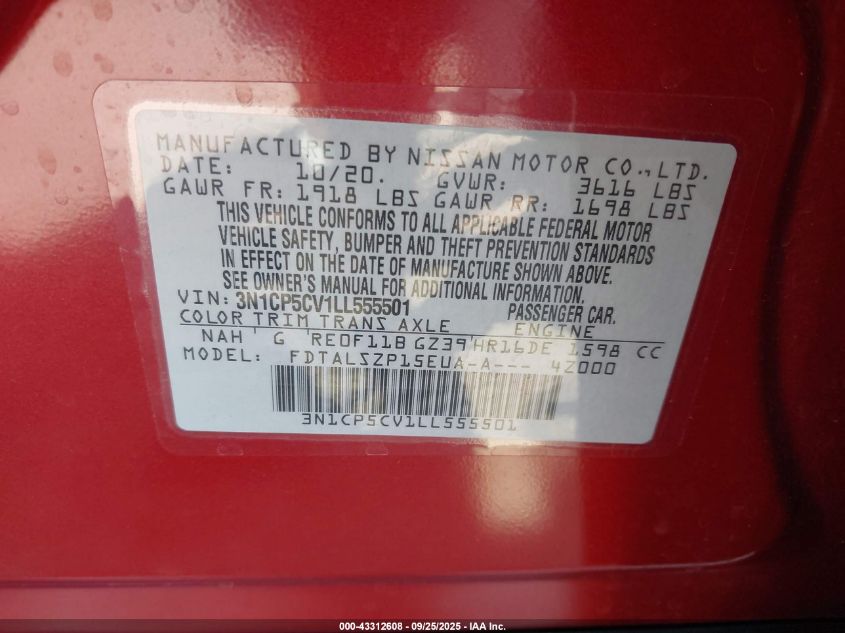 MANUFACTURED BY NISSAN MOTOR CO.,LTD.
DATE: 10/20. GVWR: 3616 LBS
GAWR FR: 1918 LBS GAWR RR: 1698 LBS
THIS VEHICLE CONFORMS TO ALL APPLICABLE FEDERAL MOTOR
VEHICLE SAFETY, BUMPER AND THEFT PREVENTION STANDARDS
IN EFFECT ON THE DATE OF MANUFACTURE SHOWN ABOVE.
SEE OWNER'S MANUAL FOR ADDITIONAL INFORMATION.
VIN: 3N1CP5CV1LL555501 PASSENGER CAR.
COLOR TRIM TRANS AXLE ENGINE
NAH ' G 'RE0F11B GZ39'HR16DE 1598 CC
MODEL: FDTALSZP15EUA-A--- 4Z000
3N1CP5CV1LL555501
000-43312608 - 09/25/2025 - IAA Inc.